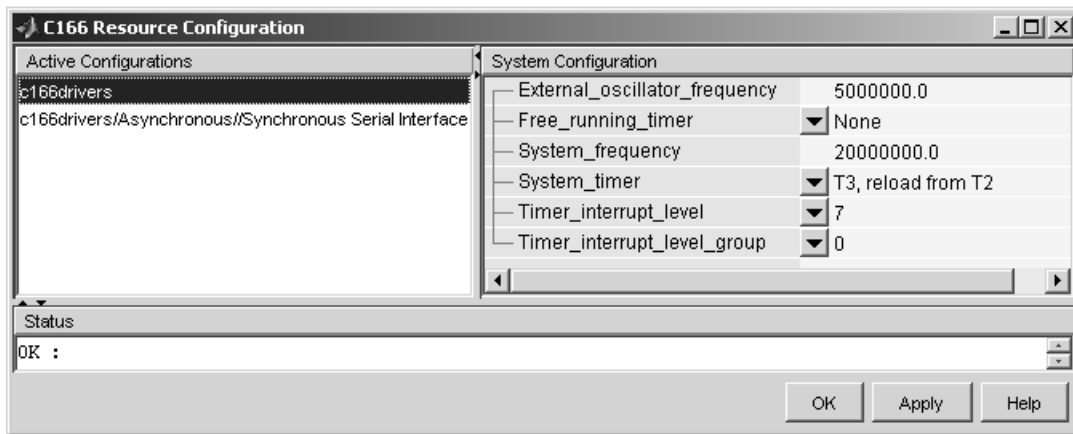 C166 Resource Configuration
Active Configurations
c166drivers
c166drivers/Asynchronous//Synchronous Serial Interface
System Configuration
External_oscillator_frequency 5000000.0
Free_running_timer None
System_frequency 20000000.0
System_timer T3, reload from T2
Timer_interrupt_level 7
Timer_interrupt_level_group 0
Status
OK :
OK Apply Help